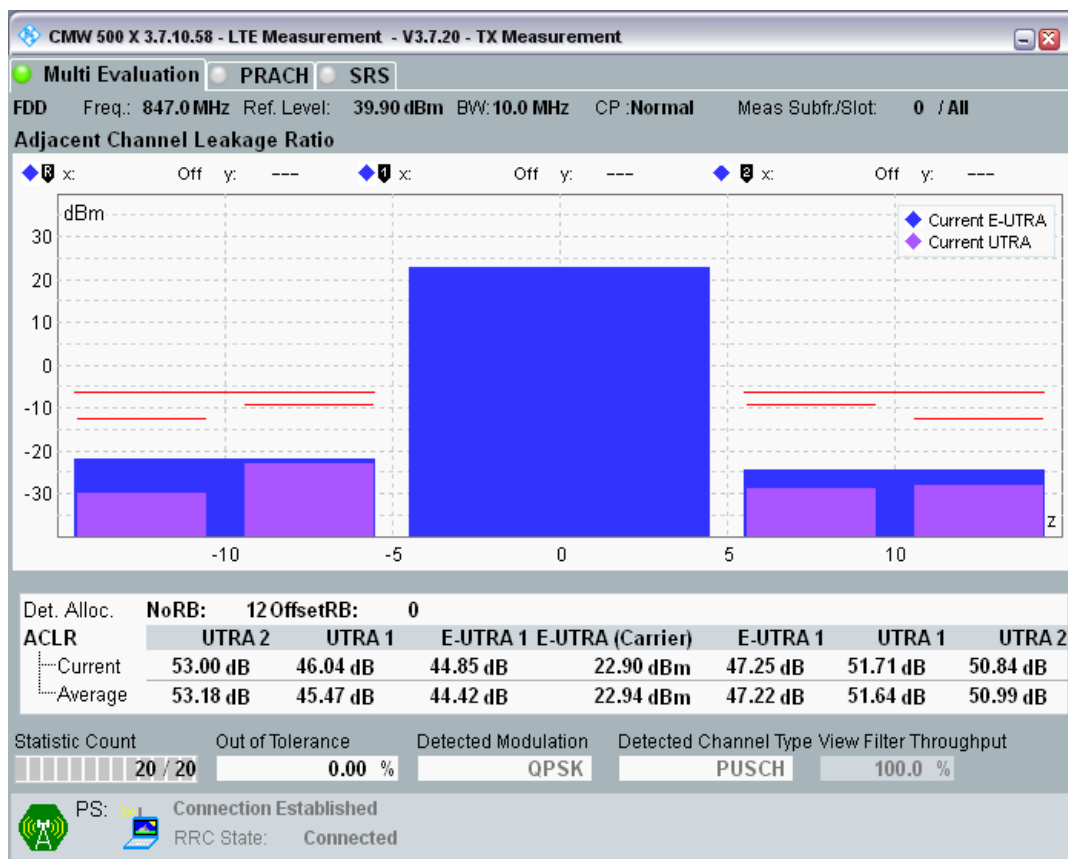 CMW 500 X 3.7.10.58 - LTE Measurement - V3.7.20 - TX Measurement
Multi Evaluation PRACH SRS
FDD Freq.: 847.0 MHz Ref. Level: 39.90 dBm BW: 10.0 MHz CP :Normal Meas Subfr./Slot: 0 / All
Adjacent Channel Leakage Ratio
R x: Off y: --- 1 x: Off y: --- 2 x: Off y: ---
dBm
Current E-UTRA
Current UTRA
30
20
10
0
-10
-20
-30
z
-10 -5 0 5 10
Det. Alloc. NoRB: 12 OffsetRB: 0
ACLR UTRA 2 UTRA 1 E-UTRA 1 E-UTRA (Carrier) E-UTRA 1 UTRA 1 UTRA 2
Current 53.00 dB 46.04 dB 44.85 dB 22.90 dBm 47.25 dB 51.71 dB 50.84 dB
Average 53.18 dB 45.47 dB 44.42 dB 22.94 dBm 47.22 dB 51.64 dB 50.99 dB
Statistic Count Out of Tolerance Detected Modulation Detected Channel Type View Filter Throughput
20 / 20 0.00 % QPSK PUSCH 100.0 %
PS: Connection Established
RRC State: Connected